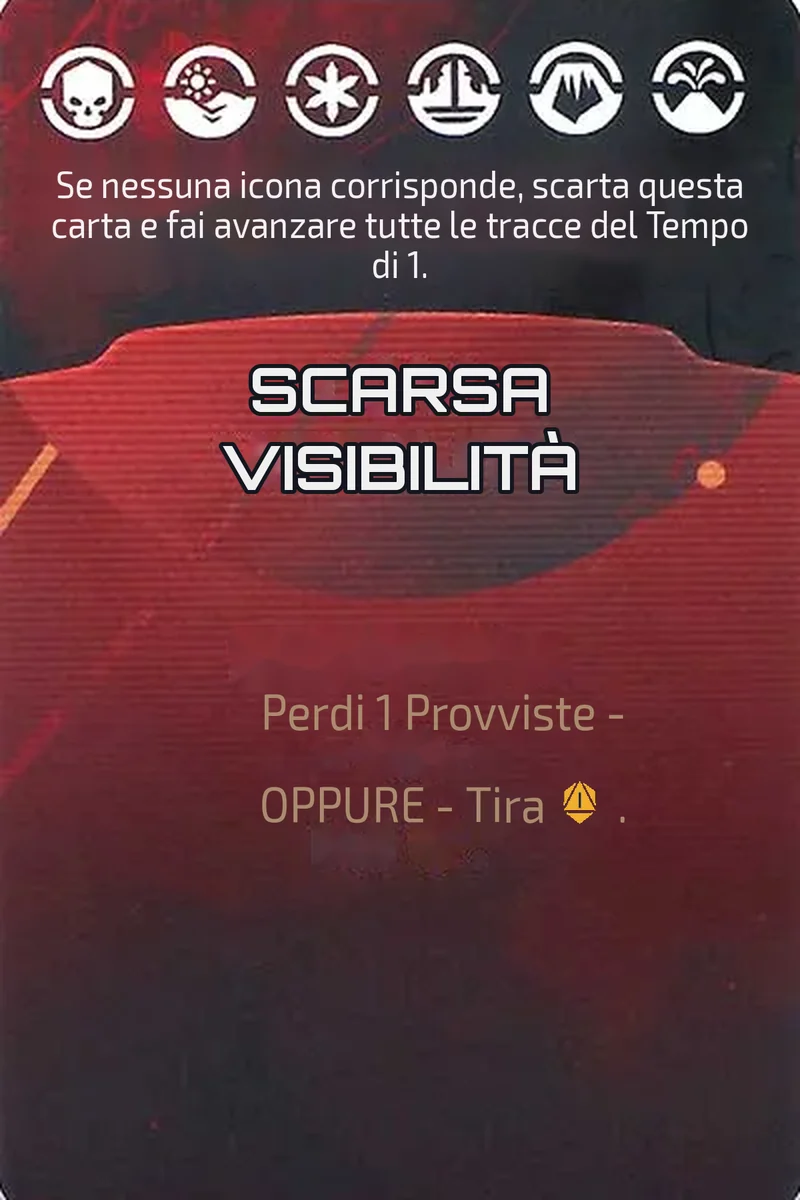 Se nessuna icona corrisponde, scarta questa
carta e fai avanzare tutte le tracce del Tempo
di 1.
SCARSA
VISIBILITÀ
Perdi 1 Provviste -
OPPURE - Tira .